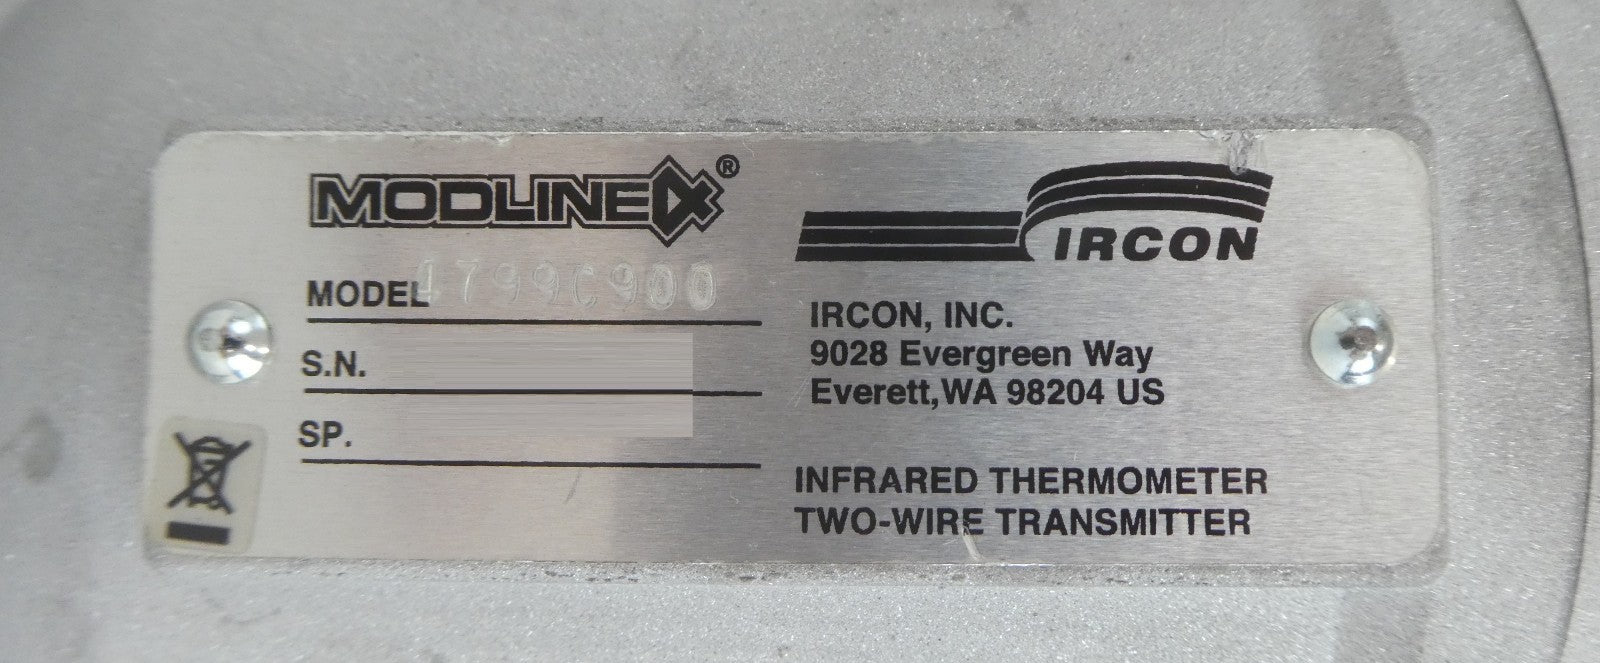 MODLINE 4®
IRCON
MODEL 4799C900
S.N.
SP.
IRCON, INC.
9028 Evergreen Way
Everett, WA 98204 US
INFRARED THERMOMETER
TWO-WIRE TRANSMITTER